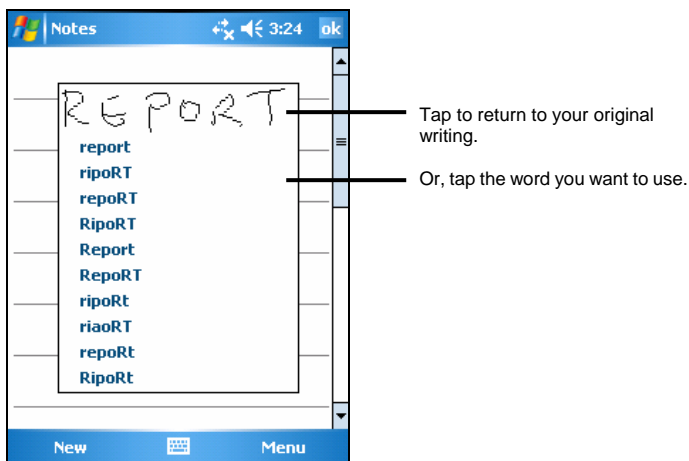 Notes 3:24 ok
REPORT
report
ripoRT
repoRT
RipoRT
Report
RepoRT
ripoRt
riaoRT
repoRt
RipoRt
New Menu
Tap to return to your original
writing.
Or, tap the word you want to use.